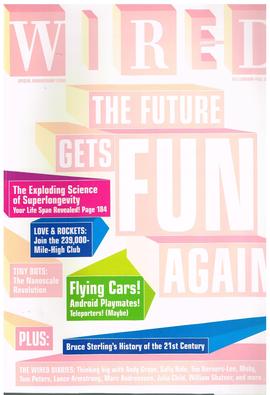 WIRED
SPECIAL ANNIVERSARY ISSUE
THE FUTURE
GETS
FUN
AGAIN
The Exploding Science
of Superlongevity
Your Life Span Revealed! Page 184
LOVE & ROCKETS:
Join the 239,000-
Mile-High Club
TINY BOTS:
The Nanoscale
Revolution
Flying Cars!
Android Playmates!
Teleporters! (Maybe)
PLUS:
Bruce Sterling's History of the 21st Century
THE WIRED DIARIES: Thinking big with Andy Grove, Sally Ride, Tim Berners-Lee, Moby,
Tom Peters, Lance Armstrong, Marc Andreessen, Julia Child, William Shatner, and more